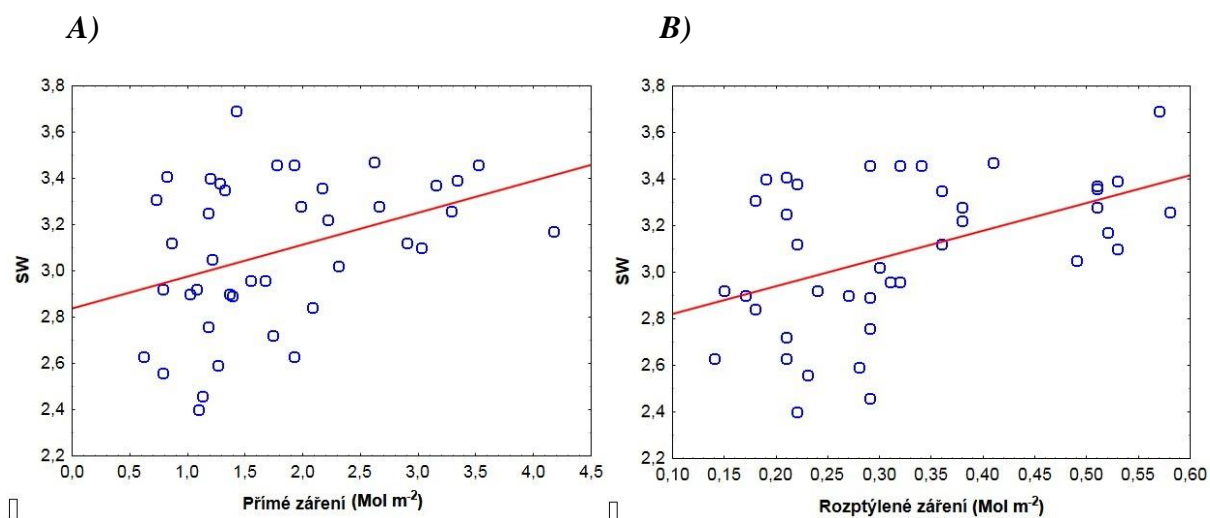 A)
B)
3,8
3,6
3,4
3,2
3,0
2,8
2,6
2,4
2,2
SW
0,0 0,5 1,0 1,5 2,0 2,5 3,0 3,5 4,0 4,5
Přímé záření (Mol m⁻²)
3,8
3,6
3,4
3,2
3,0
2,8
2,6
2,4
2,2
SW
0,10 0,15 0,20 0,25 0,30 0,35 0,40 0,45 0,50 0,55 0,60
Rozptýlené záření (Mol m⁻²)